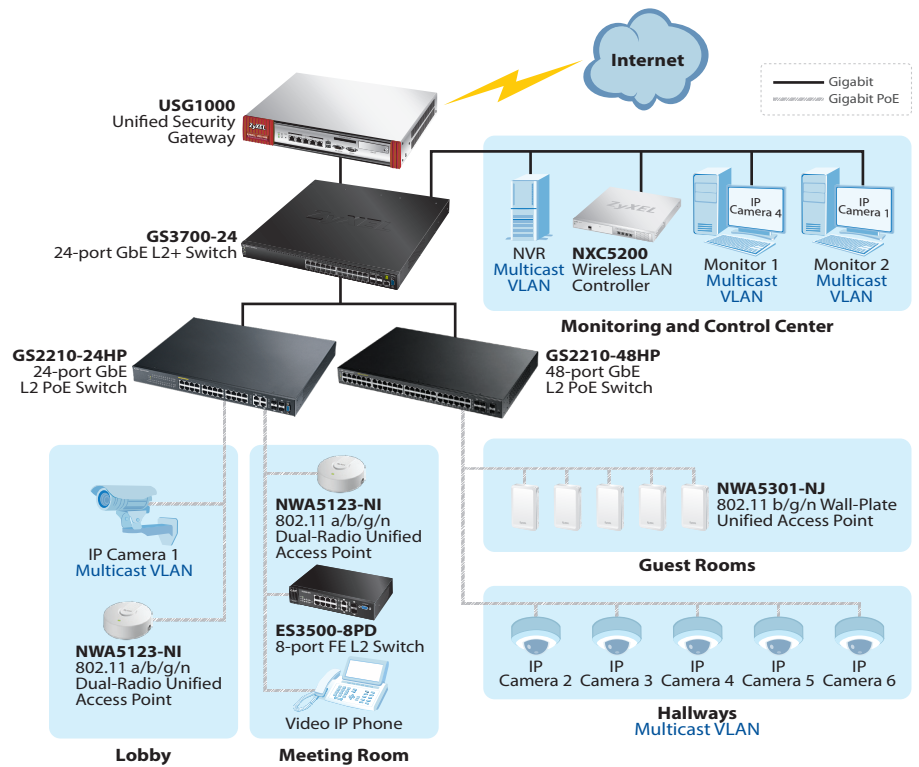 Internet
Gigabit
Gigabit PoE
USG1000
Unified Security
Gateway
ZyXEL
GS3700-24
24-port GbE L2+ Switch
ZyXEL
NVR
Multicast
VLAN
ZyXEL
NXC5200
Wireless LAN
Controller
IP
Camera 4
Monitor 1
Multicast
VLAN
IP
Camera 1
Monitor 2
Multicast
VLAN
Monitoring and Control Center
GS2210-24HP
24-port GbE
L2 PoE Switch
GS2210-48HP
48-port GbE
L2 PoE Switch
IP Camera 1
Multicast VLAN
NWA5123-NI
802.11 a/b/g/n
Dual-Radio Unified
Access Point
Lobby
NWA5123-NI
802.11 a/b/g/n
Dual-Radio Unified
Access Point
ES3500-8PD
8-port FE L2 Switch
Video IP Phone
Meeting Room
NWA5301-NJ
802.11 b/g/n Wall-Plate
Unified Access Point
Guest Rooms
IP
Camera 2
IP
Camera 3
IP
Camera 4
IP
Camera 5
IP
Camera 6
Hallways
Multicast VLAN